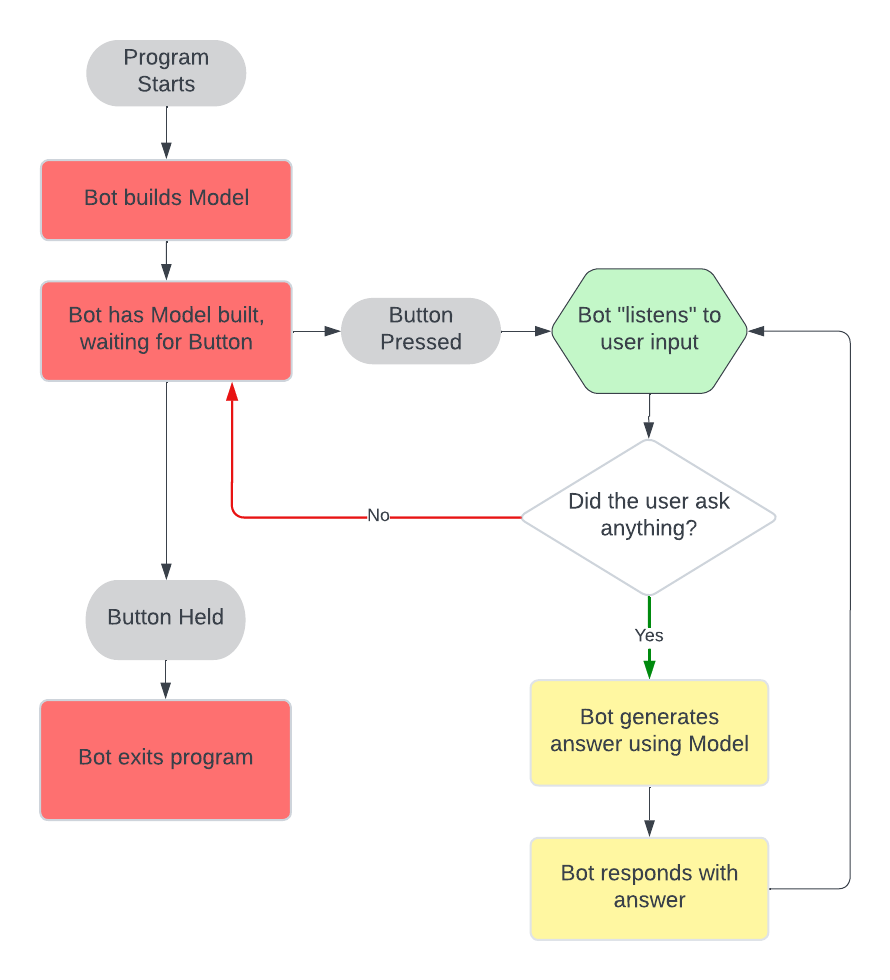 Program
Starts
Bot builds Model
Bot has Model built,
waiting for Button
Button
Pressed
Bot "listens" to
user input
Did the user ask
anything?
No
Yes
Button Held
Bot generates
answer using Model
Bot exits program
Bot responds with
answer